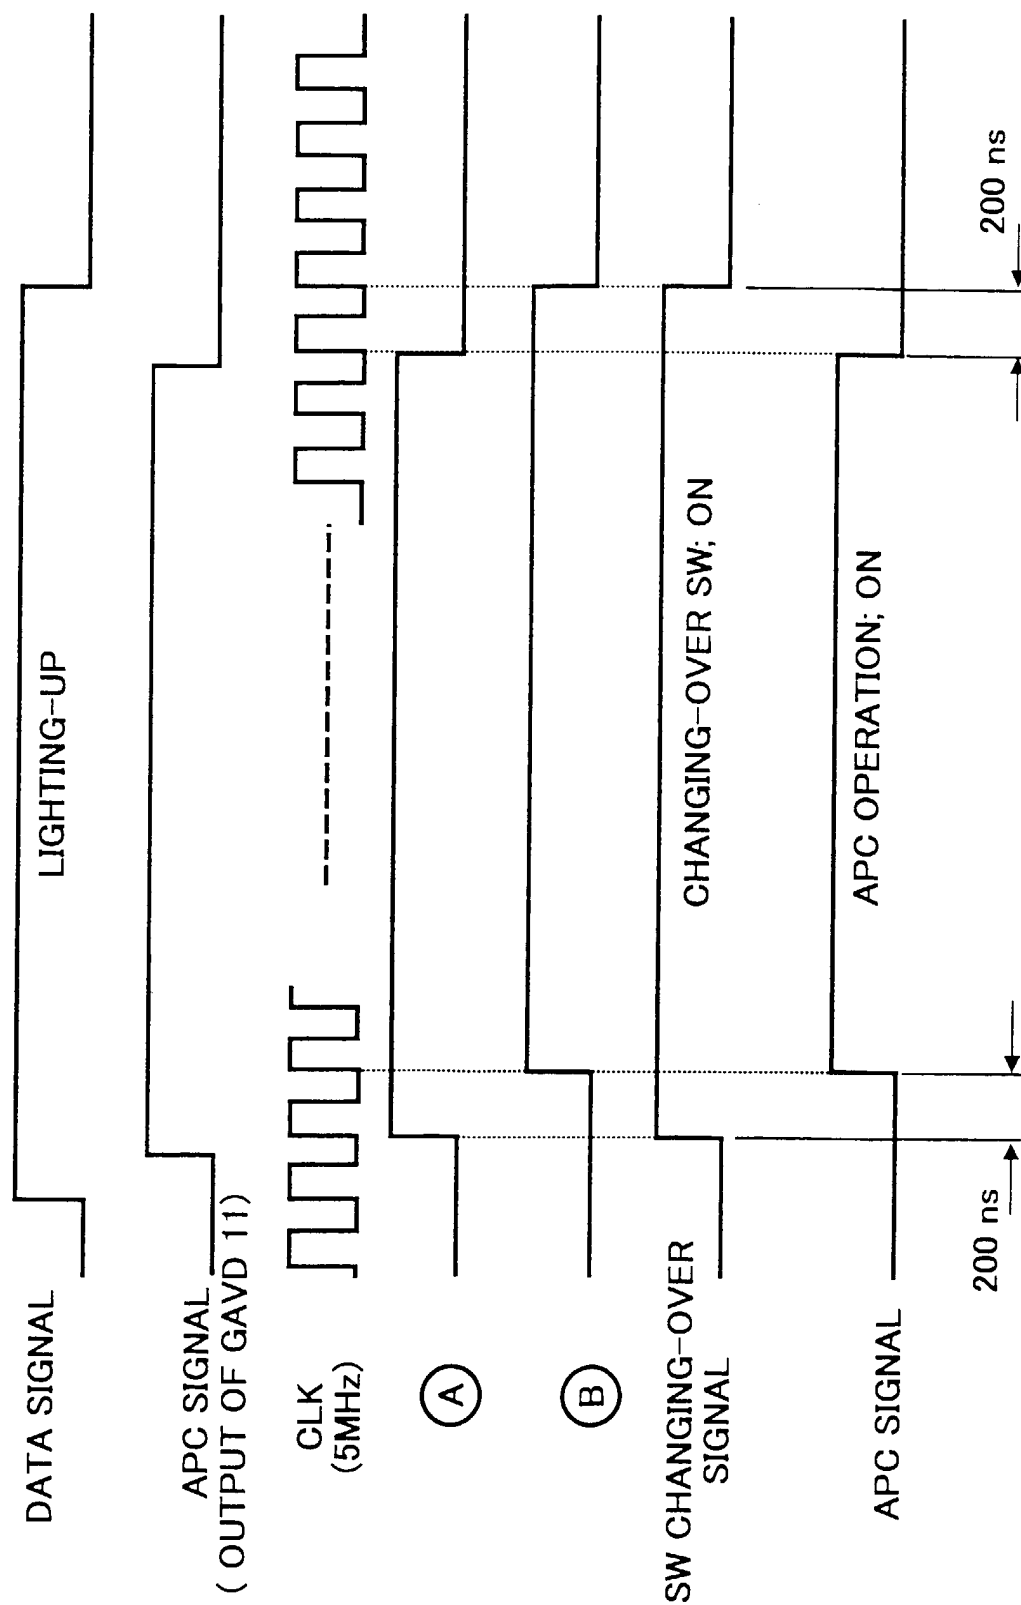 DATA SIGNAL
LIGHTING-UP
APC SIGNAL
( OUTPUT OF GAVD 11)
CLK
(5MHz)
A
B
SW CHANGING-OVER
SIGNAL
CHANGING-OVER SW; ON
APC SIGNAL
APC OPERATION; ON
200 ns
200 ns